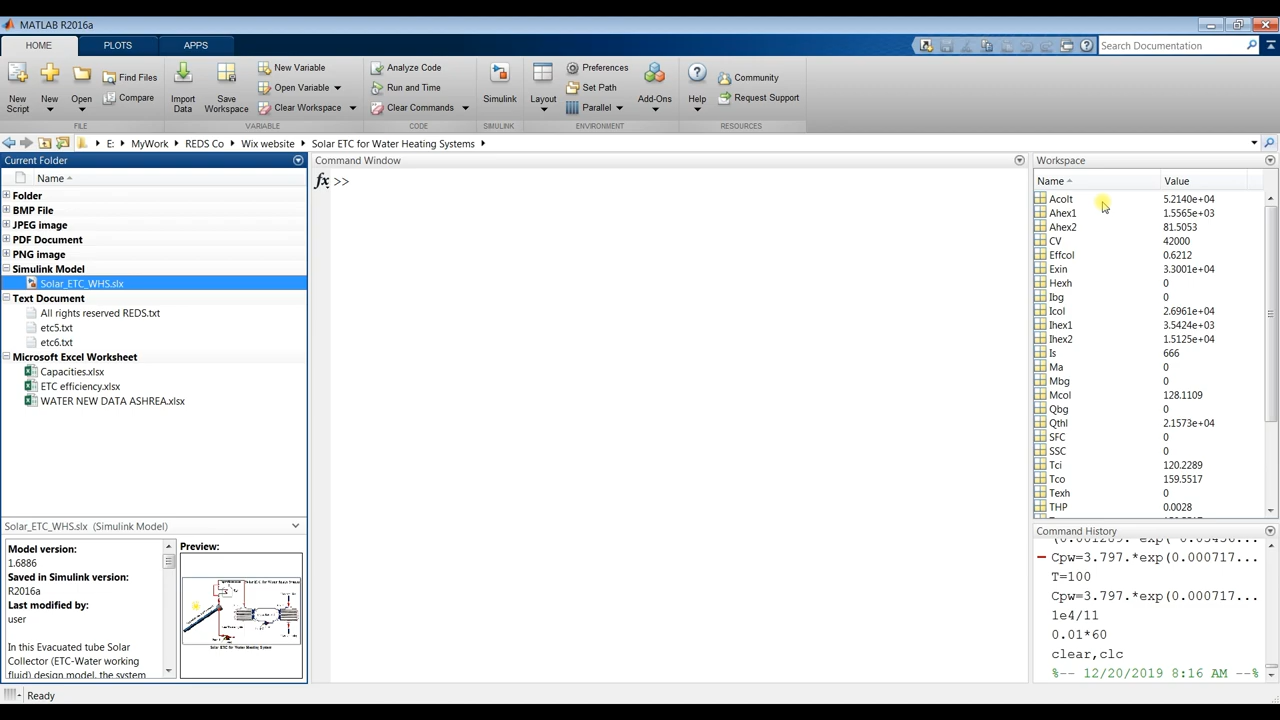 MATLAB R2016a
HOME
PLOTS
APPS
Search Documentation
New Script
New
Open
Find Files
Compare
Import Data
Save Workspace
New Variable
Open Variable
Clear Workspace
Analyze Code
Run and Time
Clear Commands
Simulink
Layout
Preferences
Set Path
Parallel
Add-Ons
Help
Community
Request Support
FILE
VARIABLE
CODE
SIMULINK
ENVIRONMENT
RESOURCES
E: MyWork REDS Co Wix website Solar ETC for Water Heating Systems
Current Folder
Name
Folder
BMP File
JPEG image
PDF Document
PNG image
Simulink Model
Solar_ETC_WHS.slx
Text Document
All rights reserved REDS.txt
etc5.txt
etc6.txt
Microsoft Excel Worksheet
Capacities.xlsx
ETC efficiency.xlsx
WATER NEW DATA ASHREA.xlsx
Solar_ETC_WHS.slx (Simulink Model)
Model version:
1.6886
Saved in Simulink version:
R2016a
Last modified by:
user
In this Evacuated tube Solar
Collector (ETC-Water working
fluid) design model, the system
Preview:
Solar ETC for Water Heating System
Command Window
fx >>
Workspace
Name Value
Acolt 5.2140e+04
Ahex1 1.5565e+03
Ahex2 81.5053
CV 42000
Effcol 0.6212
Exin 3.3001e+04
Hexh 0
Ibg 0
Icol 2.6961e+04
Ihex1 3.5424e+03
Ihex2 1.5125e+04
Is 666
Ma 0
Mbg 0
Mcol 128.1109
Qbg 0
Qthl 2.1573e+04
SFC 0
SSC 0
Tci 120.2289
Tco 159.5517
Texh 0
THP 0.0028
Command History
Cpw=3.797.*exp(0.000717...
T=100
Cpw=3.797.*exp(0.000717...
1e4/11
0.01*60
clear,clc
%-- 12/20/2019 8:16 AM --%
Ready